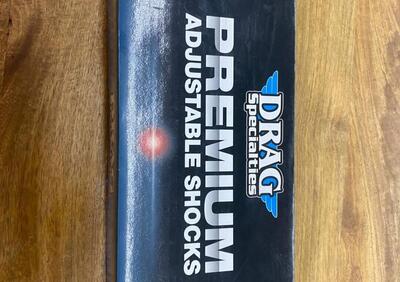 DRAG
Specialties
PREMIUM
ADJUSTABLE SHOCKS